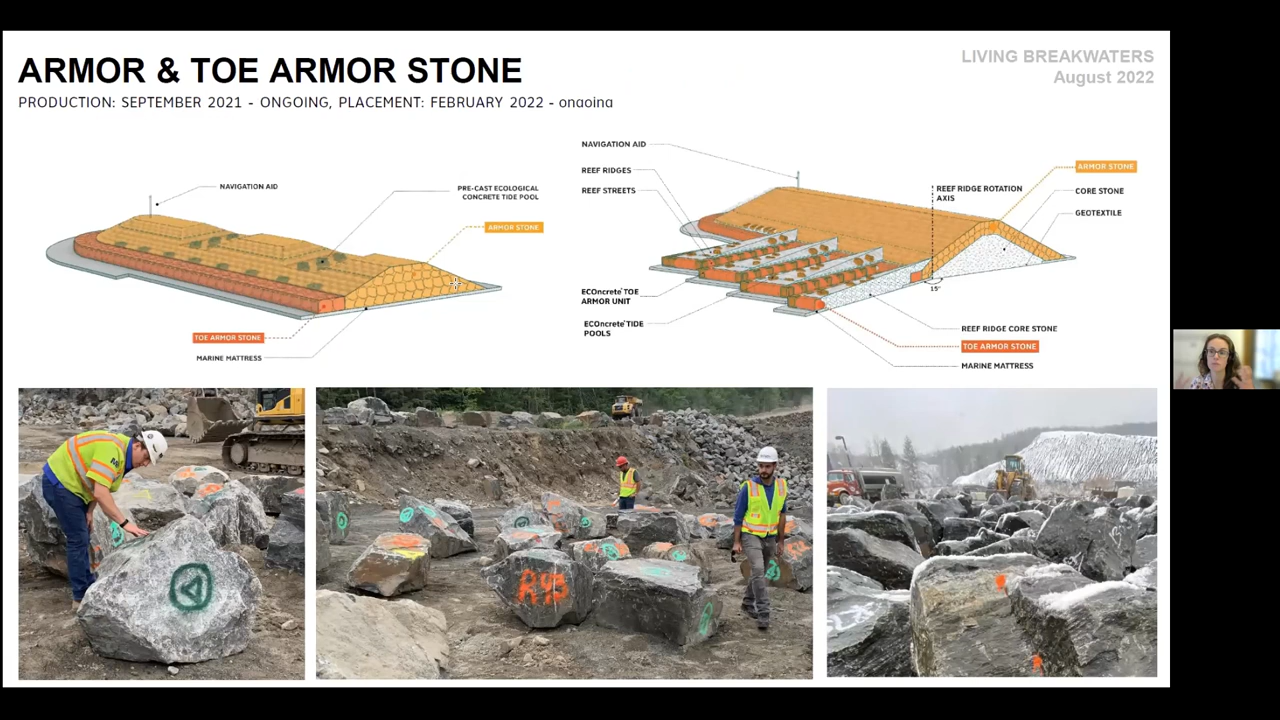 ARMOR & TOE ARMOR STONE
LIVING BREAKWATERS
August 2022
PRODUCTION: SEPTEMBER 2021 - ONGOING, PLACEMENT: FEBRUARY 2022 - ongoing
NAVIGATION AID
PRE-CAST ECOLOGICAL
CONCRETE TIDE POOL
ARMOR STONE
TOE ARMOR STONE
MARINE MATTRESS
NAVIGATION AID
REEF RIDGES
REEF STREETS
REEF RIDGE ROTATION
AXIS
ARMOR STONE
CORE STONE
GEOTEXTILE
15°
ECOncrete® TOE
ARMOR UNIT
ECOncrete® TIDE
POOLS
REEF RIDGE CORE STONE
TOE ARMOR STONE
MARINE MATTRESS